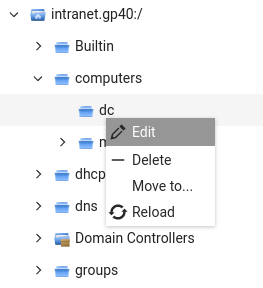 intranet.gp40:/
Builtin
computers
dc
Edit
Delete
dhcp
Move to...
dns
Reload
Domain Controllers
groups